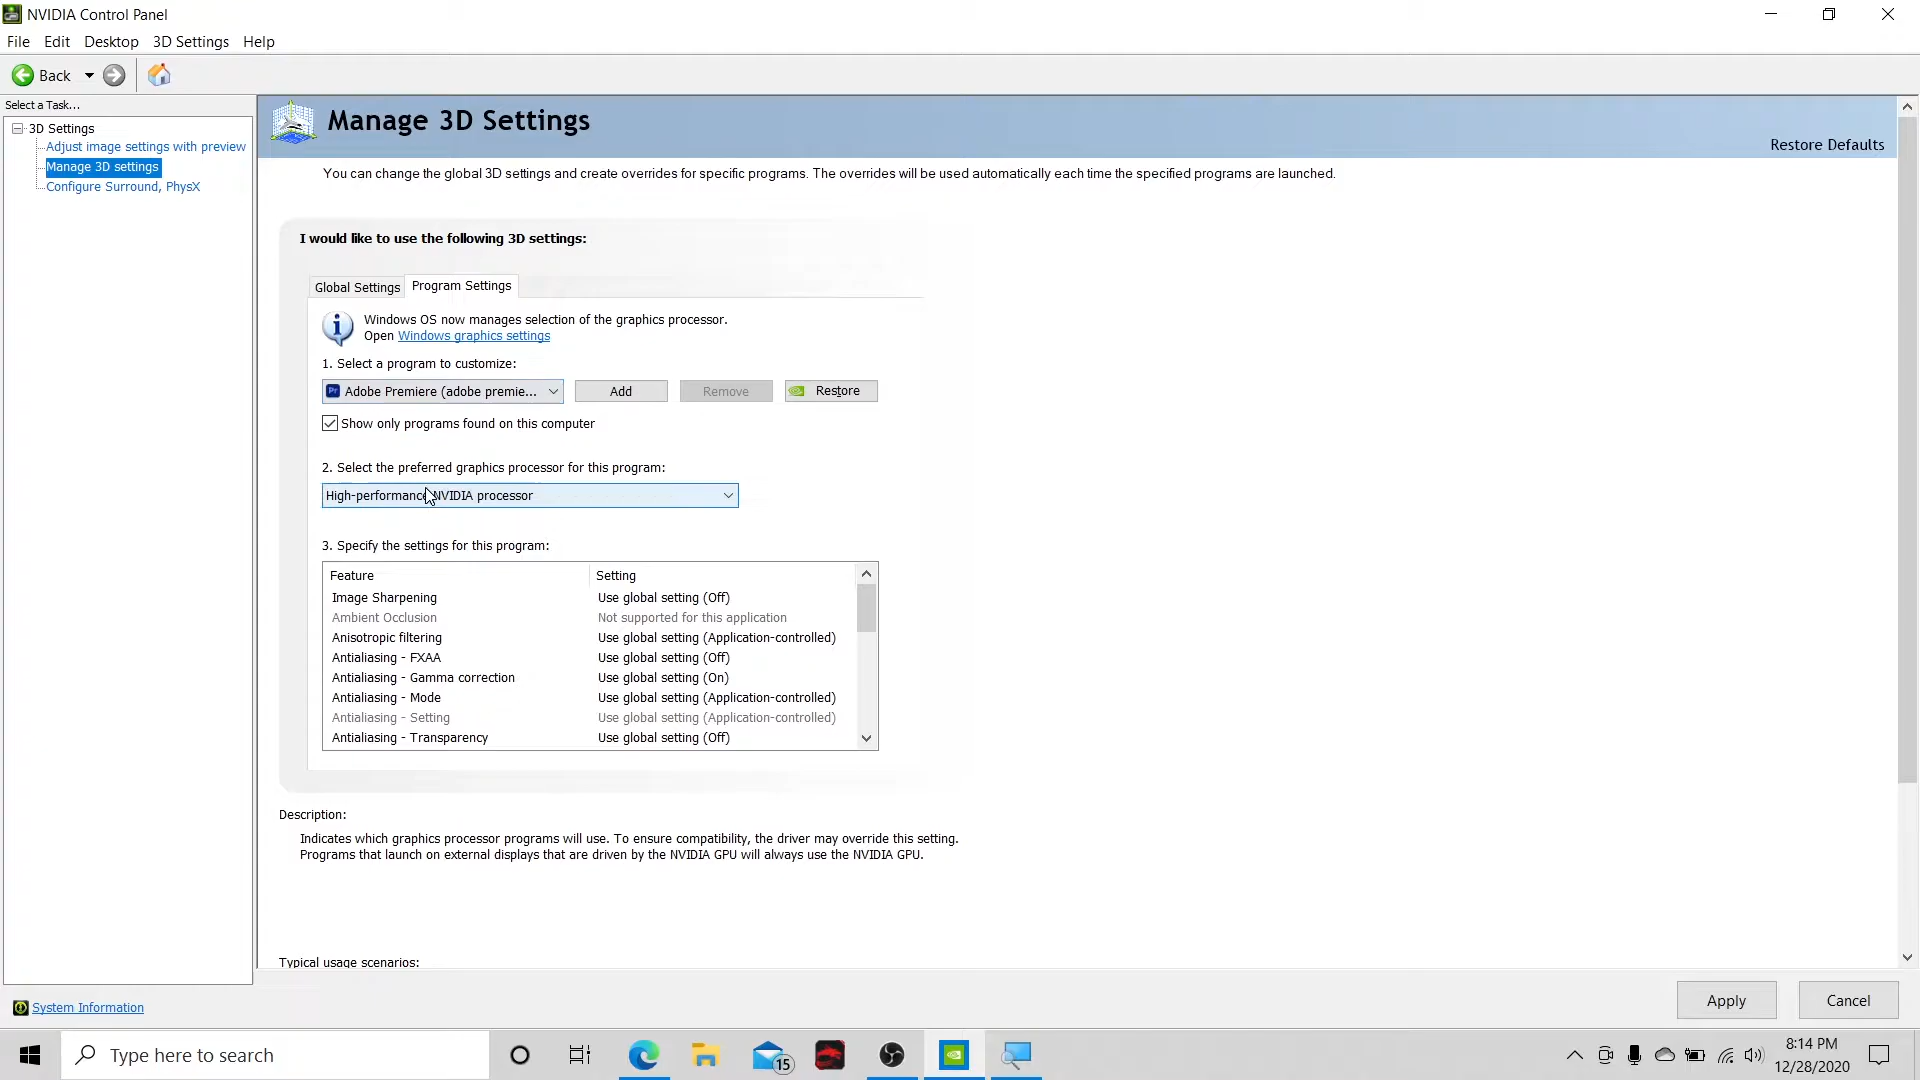 NVIDIA Control Panel
File Edit Desktop 3D Settings Help
Back
Select a Task...
3D Settings
Adjust image settings with preview
Manage 3D settings
Configure Surround, PhysX
System Information
Manage 3D Settings
Restore Defaults
You can change the global 3D settings and create overrides for specific programs. The overrides will be used automatically each time the specified programs are launched.
I would like to use the following 3D settings:
Global Settings Program Settings
Windows OS now manages selection of the graphics processor.
Open Windows graphics settings
1. Select a program to customize:
Pr Adobe Premiere (adobe premie... Add Remove Restore
Show only programs found on this computer
2. Select the preferred graphics processor for this program:
High-performance NVIDIA processor
3. Specify the settings for this program:
Feature Setting
Image Sharpening Use global setting (Off)
Ambient Occlusion Not supported for this application
Anisotropic filtering Use global setting (Application-controlled)
Antialiasing - FXAA Use global setting (Off)
Antialiasing - Gamma correction Use global setting (On)
Antialiasing - Mode Use global setting (Application-controlled)
Antialiasing - Setting Use global setting (Application-controlled)
Antialiasing - Transparency Use global setting (Off)
Description:
Indicates which graphics processor programs will use. To ensure compatibility, the driver may override this setting.
Programs that launch on external displays that are driven by the NVIDIA GPU will always use the NVIDIA GPU.
Typical usage scenarios:
Apply Cancel
Type here to search
15
8:14 PM
12/28/2020